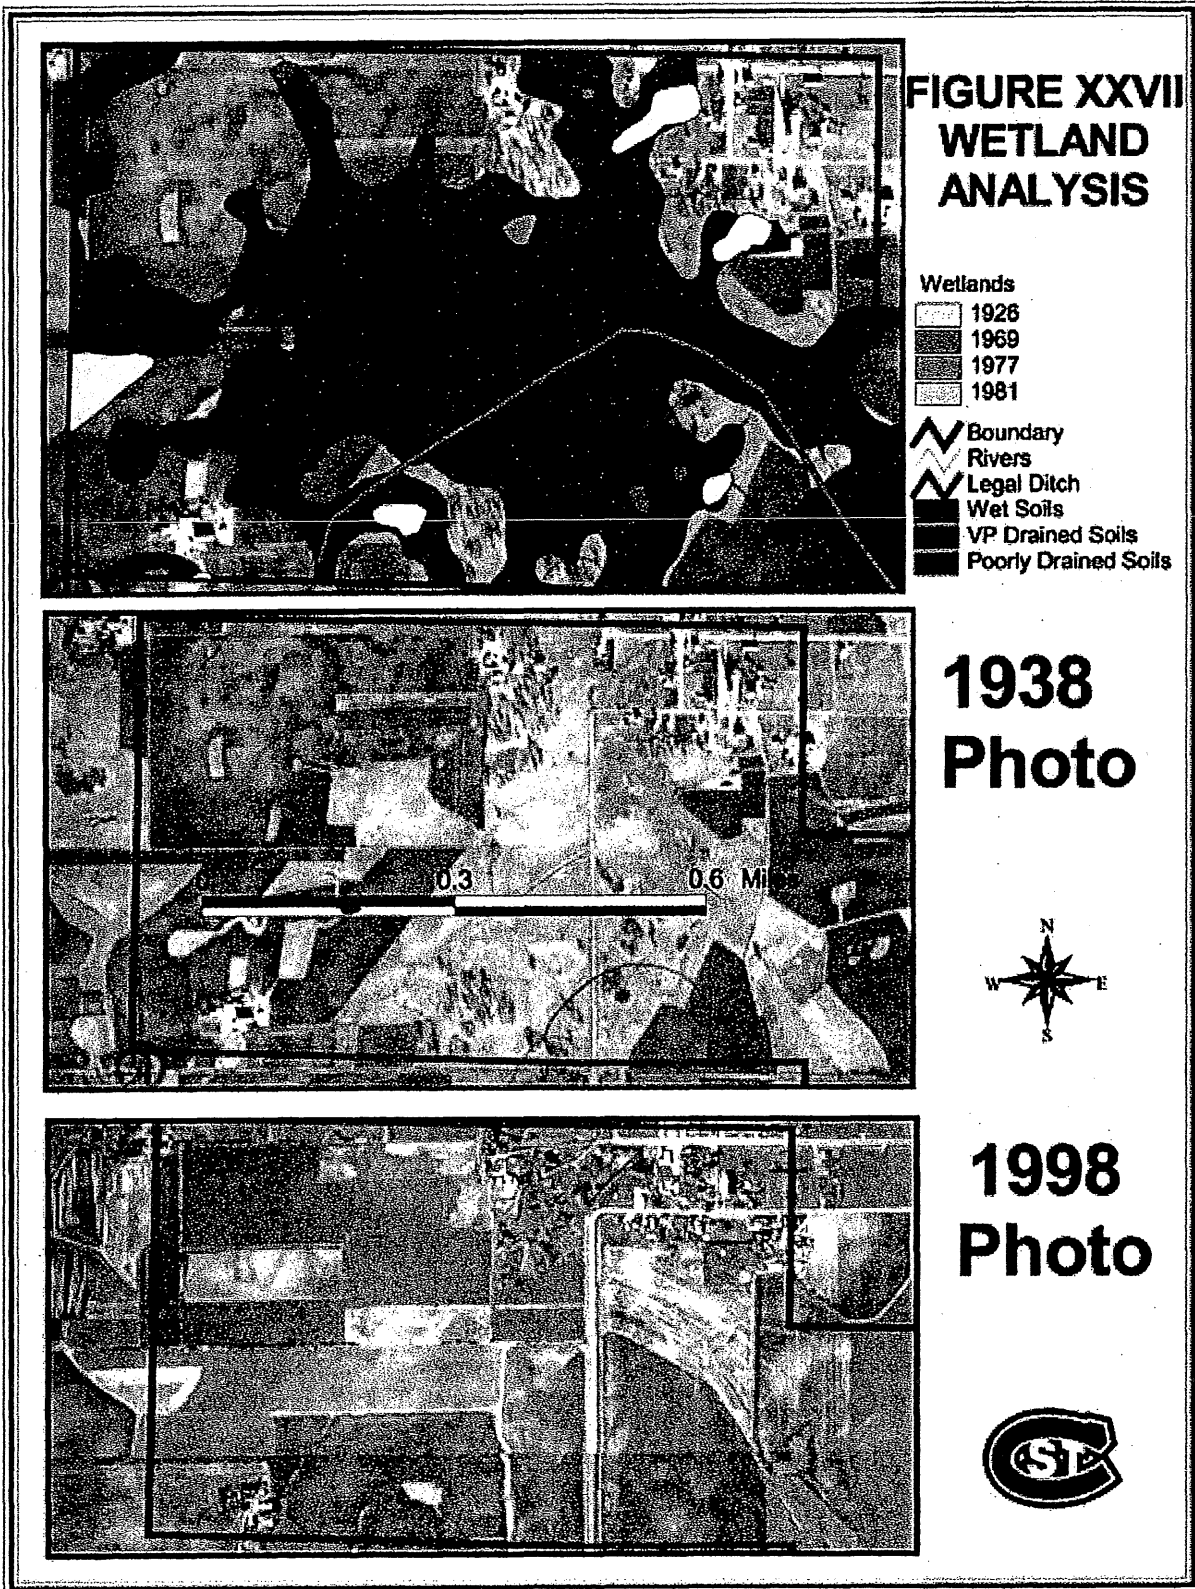 FIGURE XXVII
WETLAND
ANALYSIS
Wetlands
1926
1969
1977
1981
Boundary
Rivers
Legal Ditch
Wet Soils
VP Drained Soils
Poorly Drained Soils
1938
Photo
0.3
0.6 Miles
N
W E
S
1998
Photo
ST
C